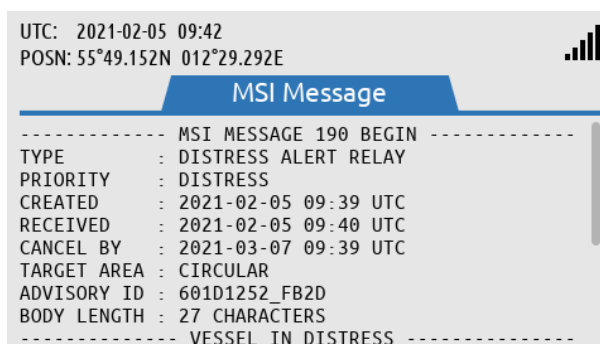 UTC: 2021-02-05 09:42
POSN: 55°49.152N 012°29.292E
MSI Message
------------- MSI MESSAGE 190 BEGIN -------------
TYPE : DISTRESS ALERT RELAY
PRIORITY : DISTRESS
CREATED : 2021-02-05 09:39 UTC
RECEIVED : 2021-02-05 09:40 UTC
CANCEL BY : 2021-03-07 09:39 UTC
TARGET AREA : CIRCULAR
ADVISORY ID : 601D1252_FB2D
BODY LENGTH : 27 CHARACTERS
-------------- VESSEL IN DISTRESS ---------------